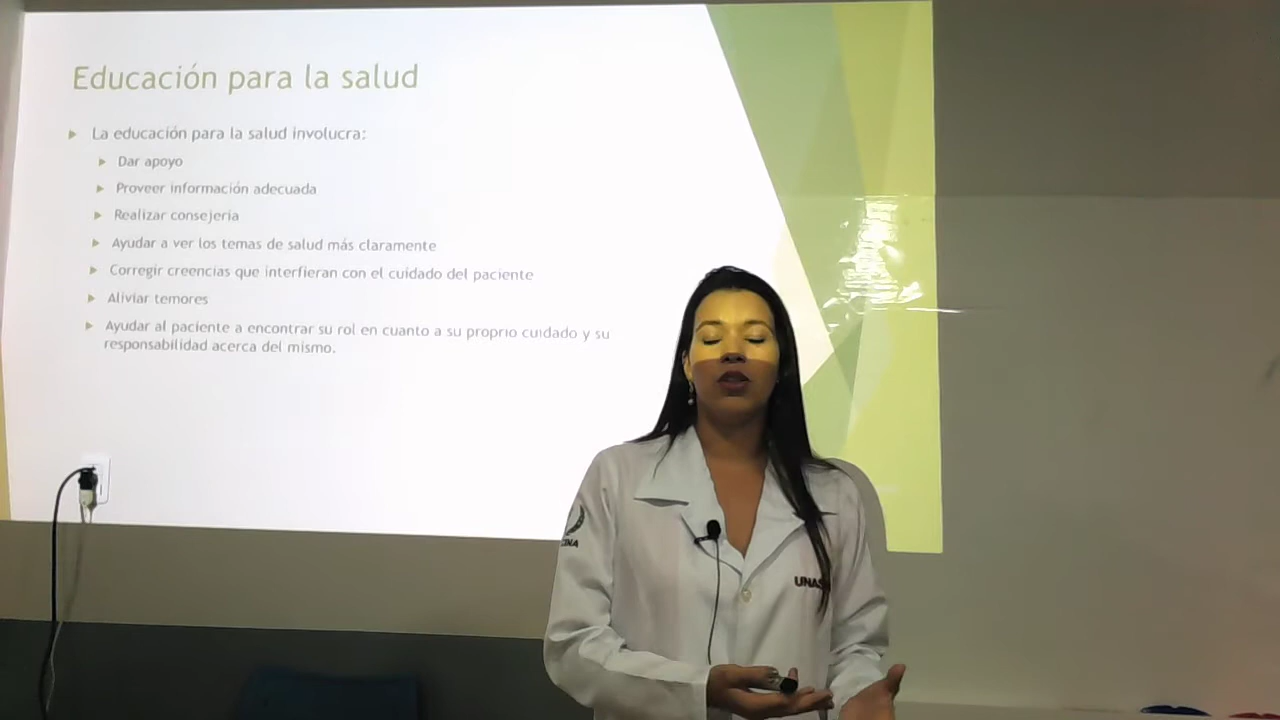 Educación para la salud
La educación para la salud involucra:
Dar apoyo
Proveer información adecuada
Realizar consejeria
Ayudar a ver los temas de salud más claramente
Corregir creencias que interfieran con el cuidado del paciente
Aliviar temores
Ayudar al paciente a encontrar su rol en cuanto a su proprio cuidado y su
responsabilidad acerca del mismo.